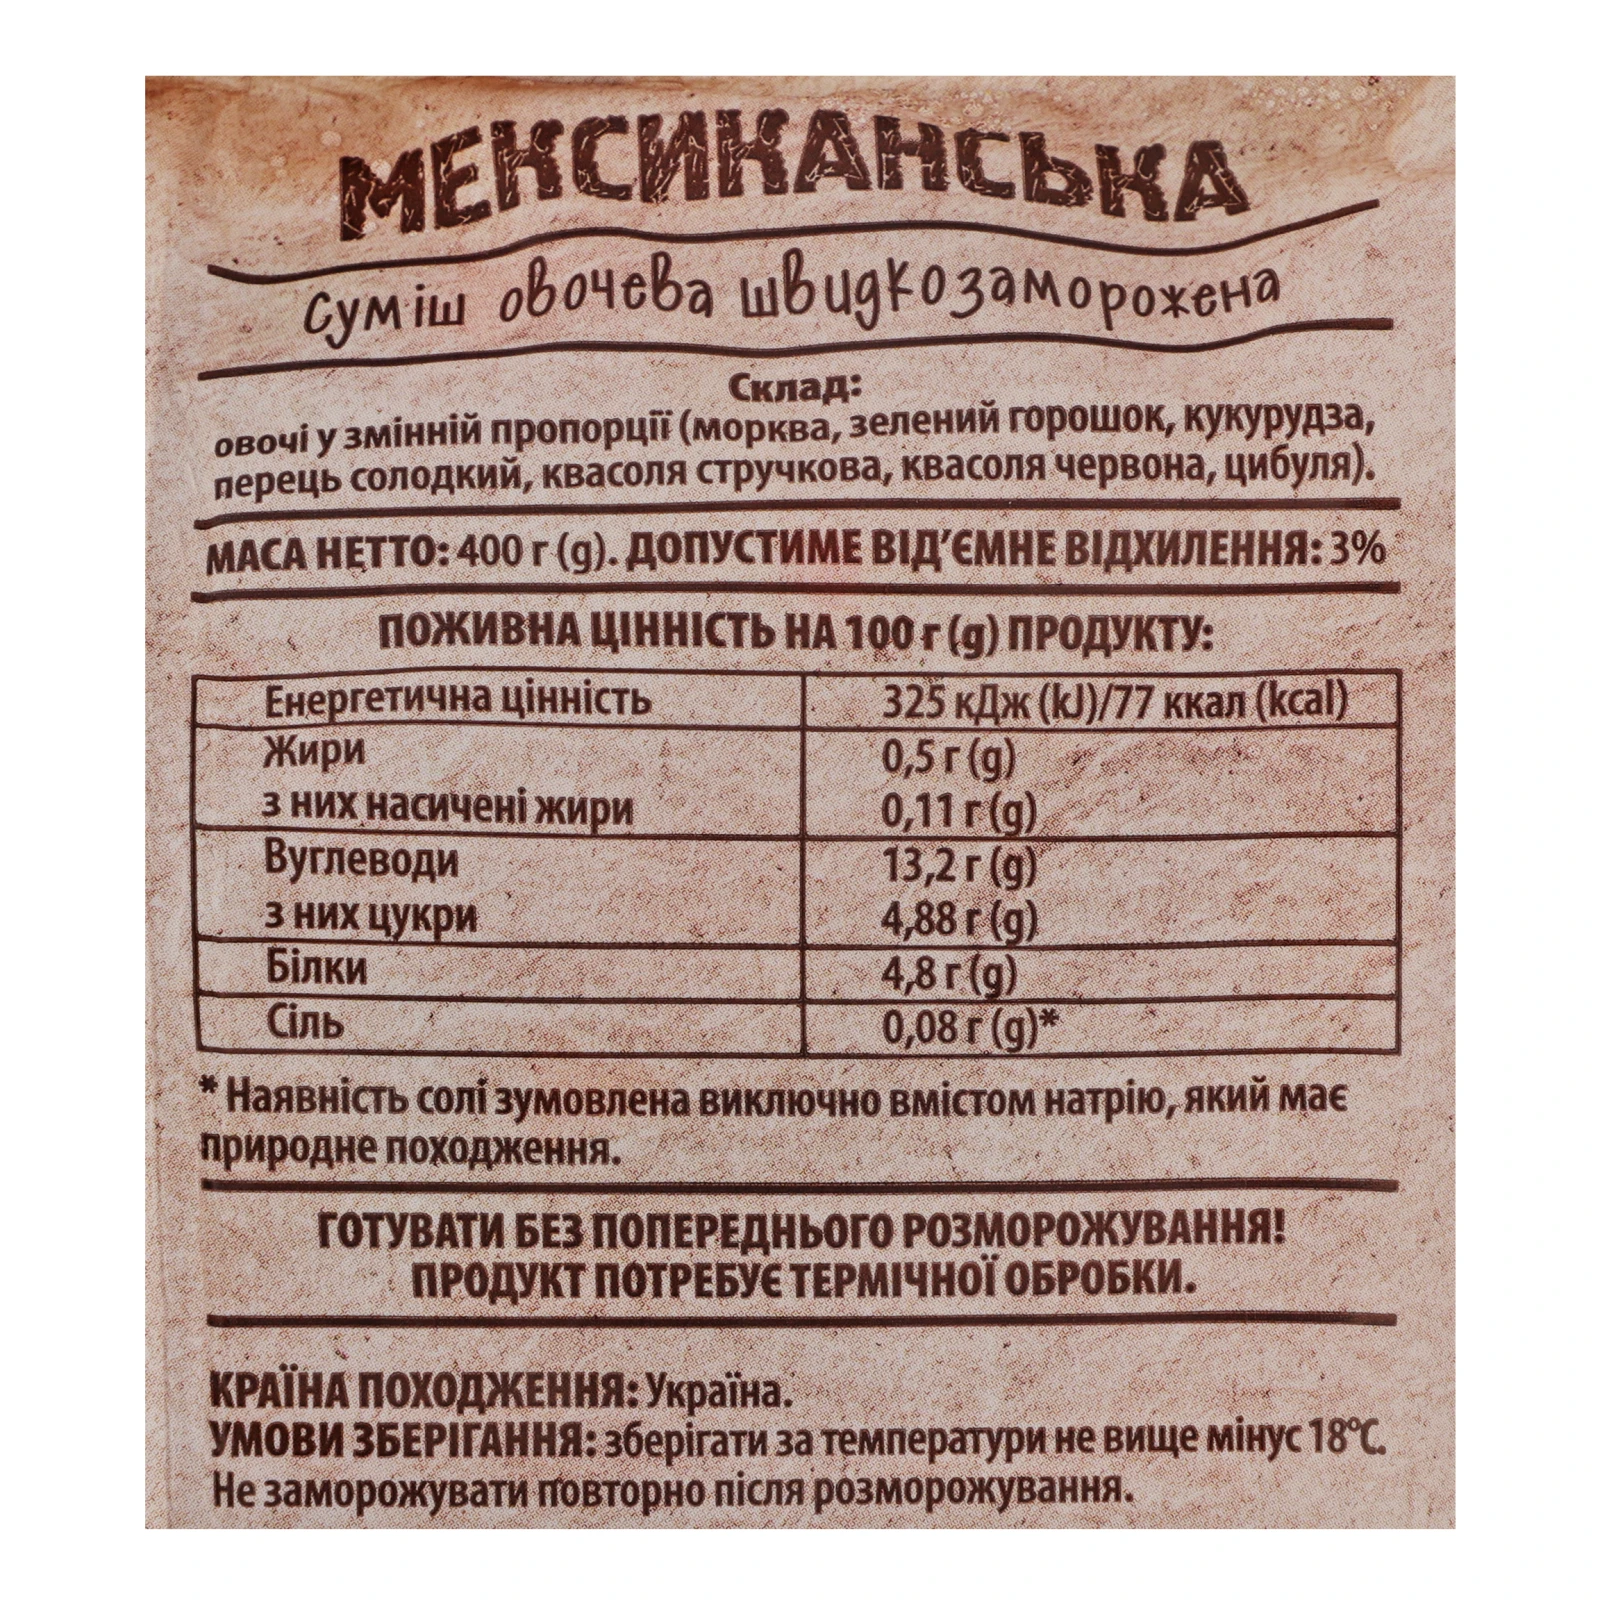 МЕКСИКАНСЬКА
Суміш овочева швидкозаморожена
Склад:
овочі у змінній пропорції (морква, зелений горошок, кукурудза,
перець солодкий, квасоля стручкова, квасоля червона, цибуля).
МАСА НЕТТО: 400 г (g). ДОПУСТИМЕ ВІД'ЄМНЕ ВІДХИЛЕННЯ: 3%
ПОЖИВНА ЦІННІСТЬ НА 100 г (g) ПРОДУКТУ:
Енергетична цінність 325 кДж (kJ)/77 ккал (kcal)
Жири 0,5 г (g)
з них насичені жири 0,11 г (g)
Вуглеводи 13,2 г (g)
з них цукри 4,88 г (g)
Білки 4,8 г (g)
Сіль 0,08 г (g)*
* Наявність солі зумовлена виключно вмістом натрію, який має
природне походження.
ГОТУВАТИ БЕЗ ПОПЕРЕДНЬОГО РОЗМОРОЖУВАННЯ!
ПРОДУКТ ПОТРЕБУЄ ТЕРМІЧНОЇ ОБРОБКИ.
КРАЇНА ПОХОДЖЕННЯ: Україна.
УМОВИ ЗБЕРІГАННЯ: зберігати за температури не вище мінус 18°С.
Не заморожувати повторно після розморожування.